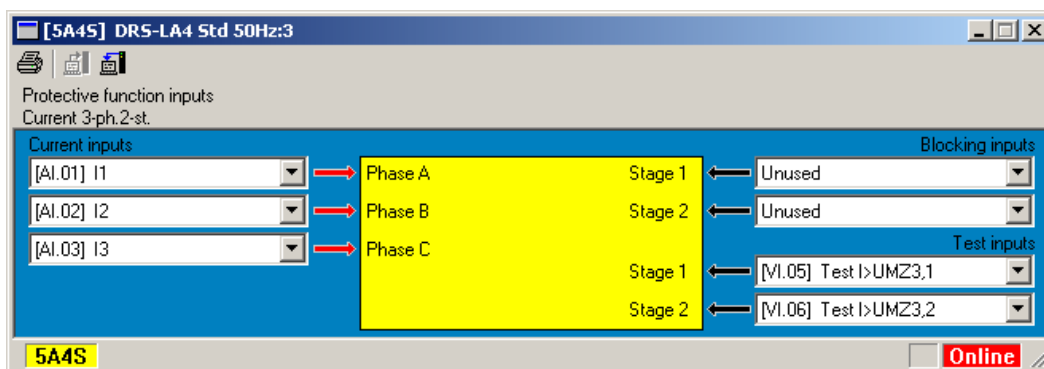 [5A4S] DRS-LA4 Std 50Hz:3
Protective function inputs
Current 3-ph.2-st.
Current inputs
Blocking inputs
[AI.01] I1
Phase A
Stage 1
Unused
[AI.02] I2
Phase B
Stage 2
Unused
[AI.03] I3
Phase C
Test inputs
Stage 1
[VI.05] Test I>UMZ3,1
Stage 2
[VI.06] Test I>UMZ3,2
5A4S
Online